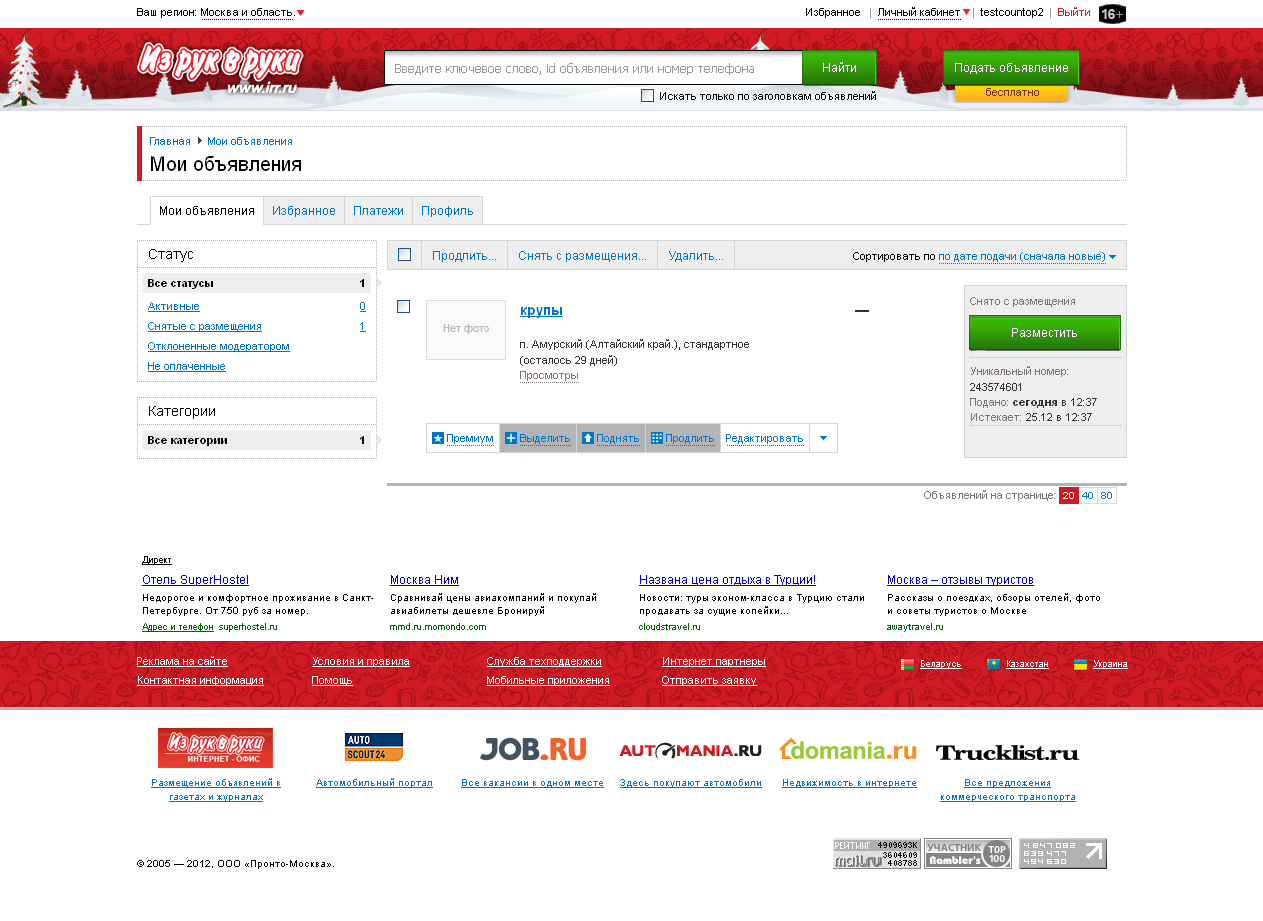 Ваш регион: Москва и область.
Избранное | Личный кабинет | testcountop2 | Выйти 16+
Из рук в руки
www.irr.ru
Введите ключевое слово, id объявления или номер телефона
Найти
Подать объявление
бесплатно
Искать только по заголовкам объявлений
Главная Мои объявления
Мои объявления
Мои объявления Избранное Платежи Профиль
Статус
Все статусы 1
Активные 0
Снятые с размещения 1
Отклоненные модератором
Не оплаченные
Категории
Все категории 1
Продлить... Снять с размещения... Удалить...
Сортировать по по дате подачи (сначала новые)
Нет фото
крупы
—
п. Амурский (Алтайский край.), стандартное
(осталось 29 дней)
Просмотры
Премиум Выделить Поднять Продлить Редактировать
Снято с размещения
Разместить
Уникальный номер:
243574601
Подано: сегодня в 12:37
Истекает: 25.12 в 12:37
Объявлений на странице: 20 40 80
Директ
Отель SuperHostel
Недорогое и комфортное проживание в Санкт-
Петербурге. От 750 руб за номер.
Адрес и телефон superhostel.ru
Москва Ним
Сравнивай цены авиакомпаний и покупай
авиабилеты дешевле Бронируй
mmd.ru.momondo.com
Названа цена отдыха в Турции!
Новости: туры эконом-класса в Турцию стали
продавать за сущие копейки...
cloudstravel.ru
Москва – отзывы туристов
Рассказы о поездках, обзоры отелей, фото
и советы туристов о Москве
awaytravel.ru
Реклама на сайте Условия и правила Служба техподдержки Интернет партнеры Беларусь Казахстан Украина
Контактная информация Помощь Мобильные приложения Отправить заявку
Из рук в руки
ИНТЕРНЕТ - ОФИС
Размещение объявлений в
газетах и журналах
AUTO
SCOUT24
Автомобильный портал
JOB.RU
Все вакансии в одном месте
AUTOMANIA.RU
Здесь покупают автомобили
domania.ru
Недвижимость в интернете
Trucklist.ru
Все предложения
коммерческого транспорта
© 2005 — 2012, ООО «Пронто-Москва».
РЕЙТИНГ 4909693K
3604609
mail.ru 408788
УЧАСТНИК
Rambler's TOP 100
4 847 082
639 477
494 630